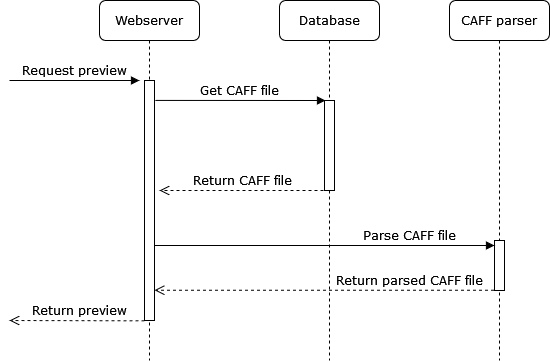 Webserver
Database
CAFF parser
Request preview
Get CAFF file
Return CAFF file
Parse CAFF file
Return parsed CAFF file
Return preview